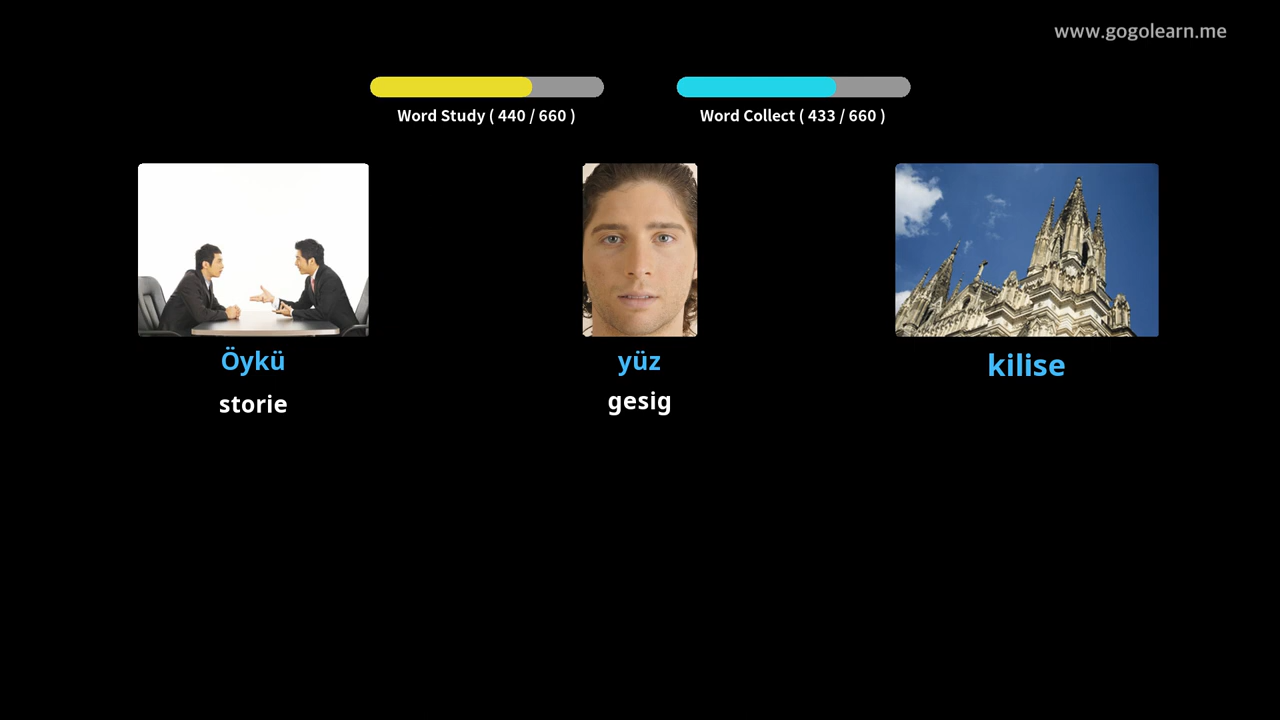 www.gogolearn.me
Word Study ( 440 / 660 )
Word Collect ( 433 / 660 )
Öykü
yüz
kilise
storie
gesig